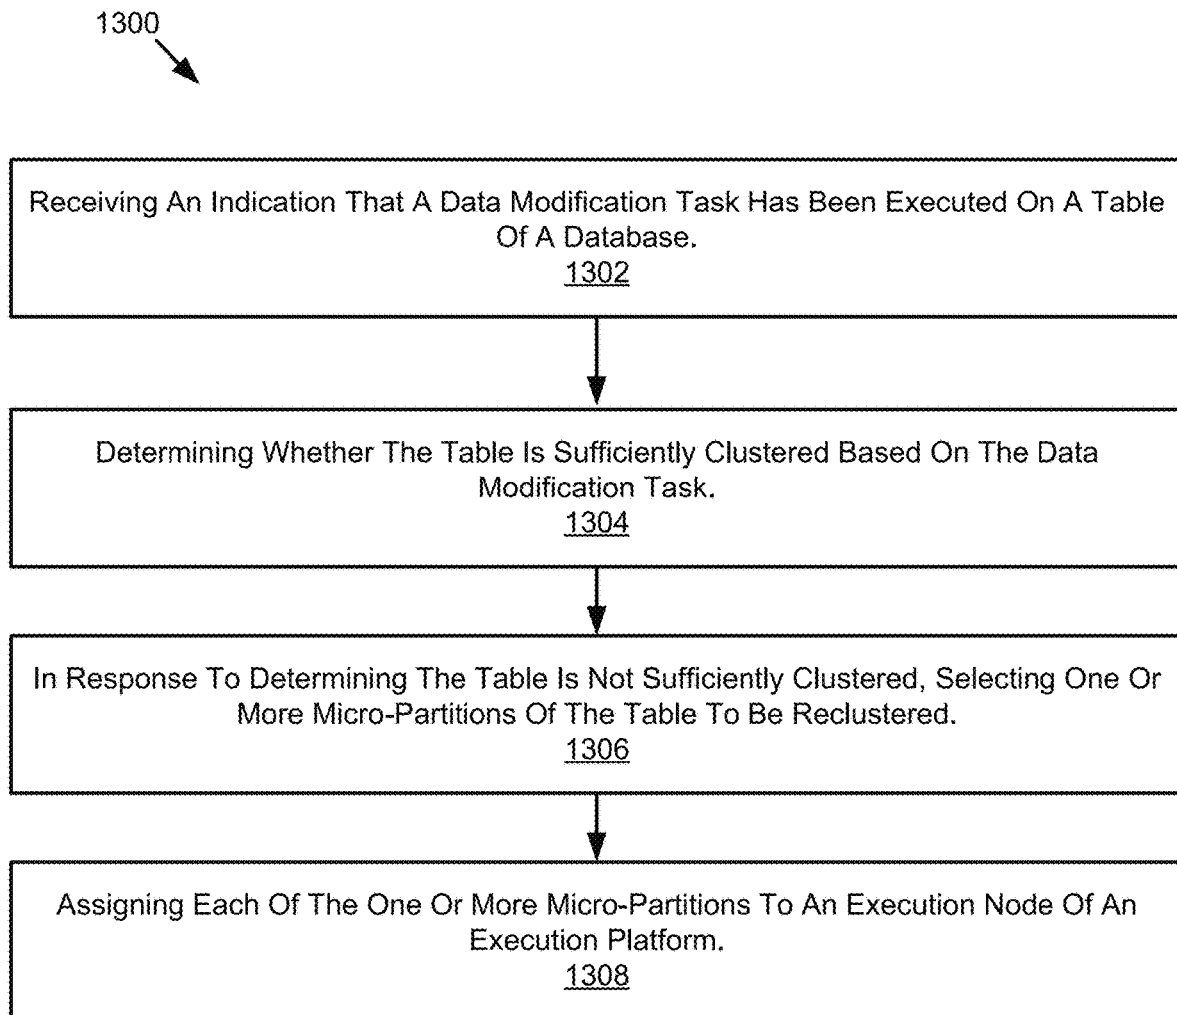 1300
Receiving An Indication That A Data Modification Task Has Been Executed On A Table
Of A Database.
1302
Determining Whether The Table Is Sufficiently Clustered Based On The Data
Modification Task.
1304
In Response To Determining The Table Is Not Sufficiently Clustered, Selecting One Or
More Micro-Partitions Of The Table To Be Reclustered.
1306
Assigning Each Of The One Or More Micro-Partitions To An Execution Node Of An
Execution Platform.
1308